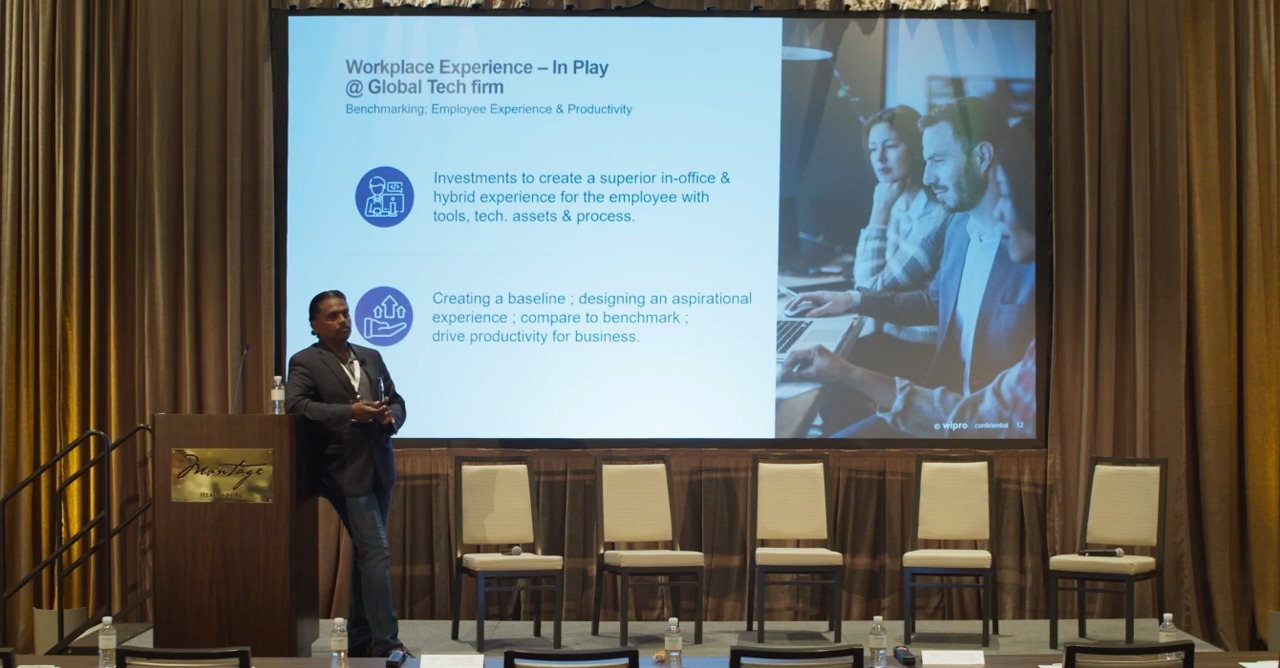 Workplace Experience – In Play
@ Global Tech firm
Benchmarking; Employee Experience & Productivity
Investments to create a superior in-office &
hybrid experience for the employee with
tools, tech. assets & process.
Creating a baseline ; designing an aspirational
experience ; compare to benchmark ;
drive productivity for business.
wipro confidential 12
Montage